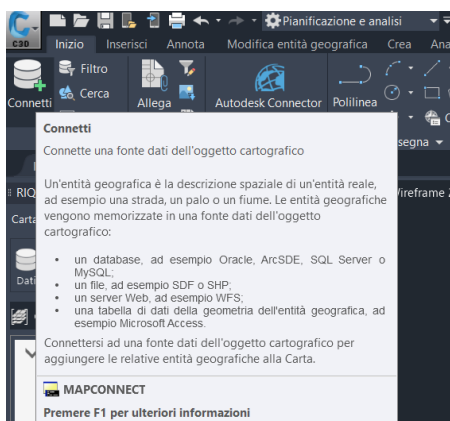 C3D
Pianificazione e analisi
Inizio Inserisci Annota Modifica entità geografica Crea Ana
Filtro
Cerca
Connetti Allega Autodesk Connector Polilinea
segna
Connetti
Connette una fonte dati dell'oggetto cartografico
RIQ
Wireframe 2
Carta
Dati
Un'entità geografica è la descrizione spaziale di un'entità reale,
ad esempio una strada, un palo o un fiume. Le entità geografiche
vengono memorizzate in una fonte dati dell'oggetto
cartografico:
• un database, ad esempio Oracle, ArcSDE, SQL Server o
MySQL;
• un file, ad esempio SDF o SHP;
• un server Web, ad esempio WFS;
• una tabella di dati della geometria dell'entità geografica, ad
esempio Microsoft Access.
Connettersi ad una fonte dati dell'oggetto cartografico per
aggiungere le relative entità geografiche alla Carta.
MAPCONNECT
Premere F1 per ulteriori informazioni